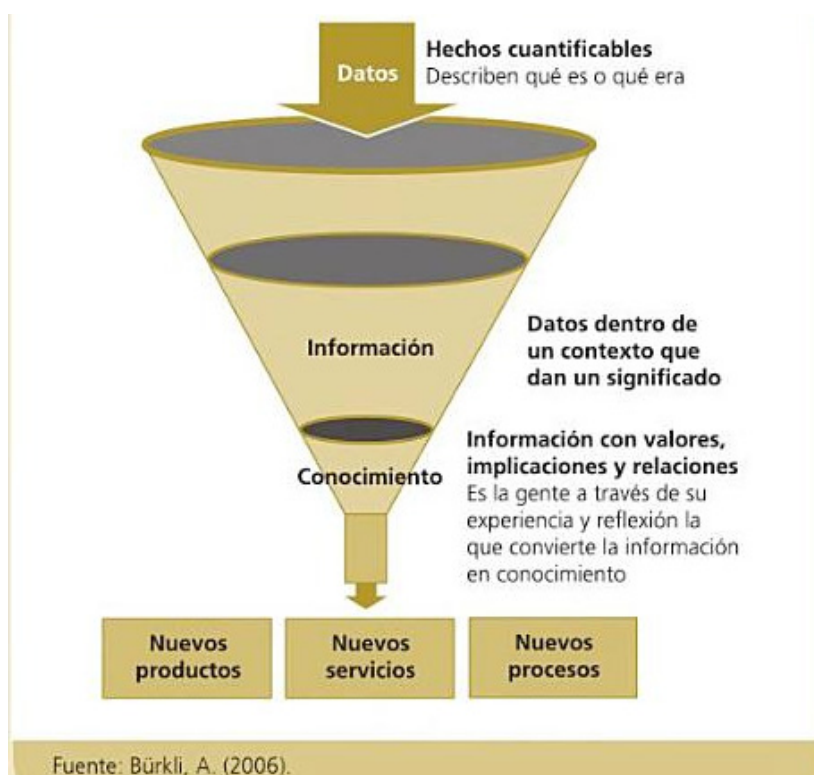 Datos
Hechos cuantificables
Describen qué es o qué era
Información
Datos dentro de
un contexto que
dan un significado
Conocimiento
Información con valores,
implicaciones y relaciones
Es la gente a través de su
experiencia y reflexión la
que convierte la información
en conocimiento
Nuevos
productos
Nuevos
servicios
Nuevos
procesos
Fuente: Bürkli, A. (2006).